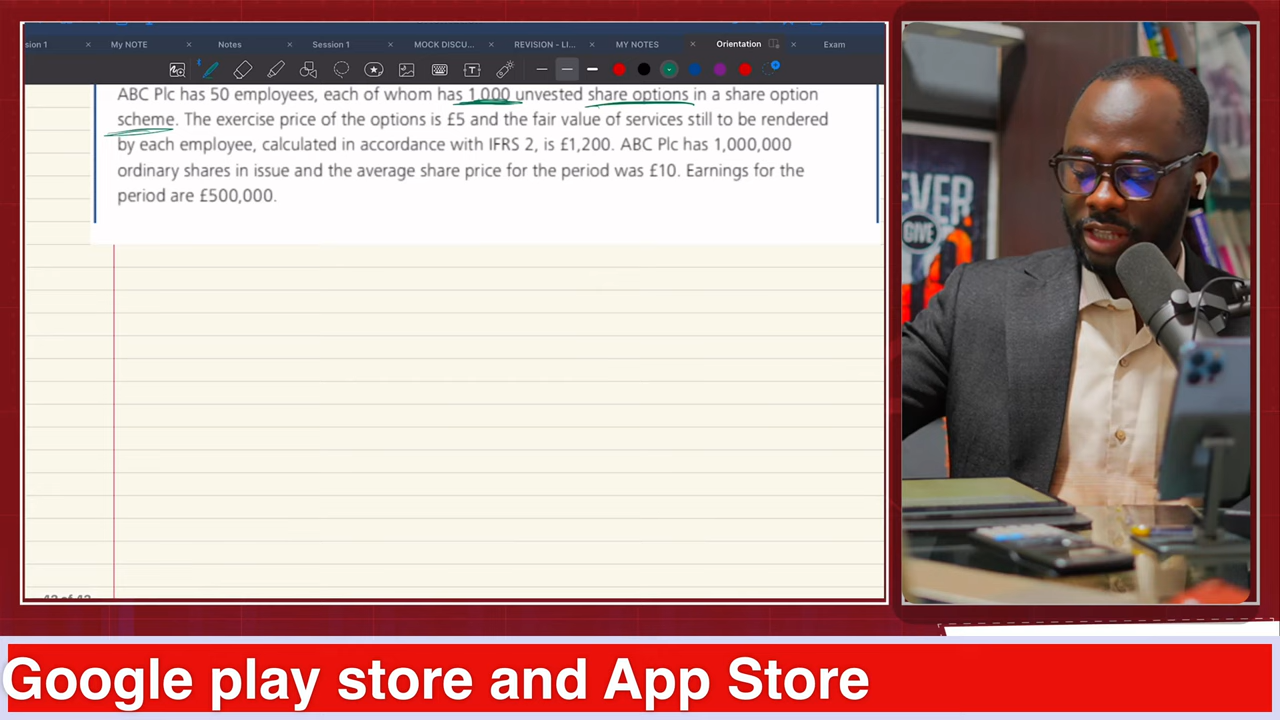 sion 1
My NOTE
Notes
Session 1
MOCK DISCU...
REVISION - LI...
MY NOTES
Orientation
Exam
ABC Plc has 50 employees, each of whom has 1,000 unvested share options in a share option
scheme. The exercise price of the options is £5 and the fair value of services still to be rendered
by each employee, calculated in accordance with IFRS 2, is £1,200. ABC Plc has 1,000,000
ordinary shares in issue and the average share price for the period was £10. Earnings for the
period are £500,000.
EVER
GIVE
Google play store and App Store